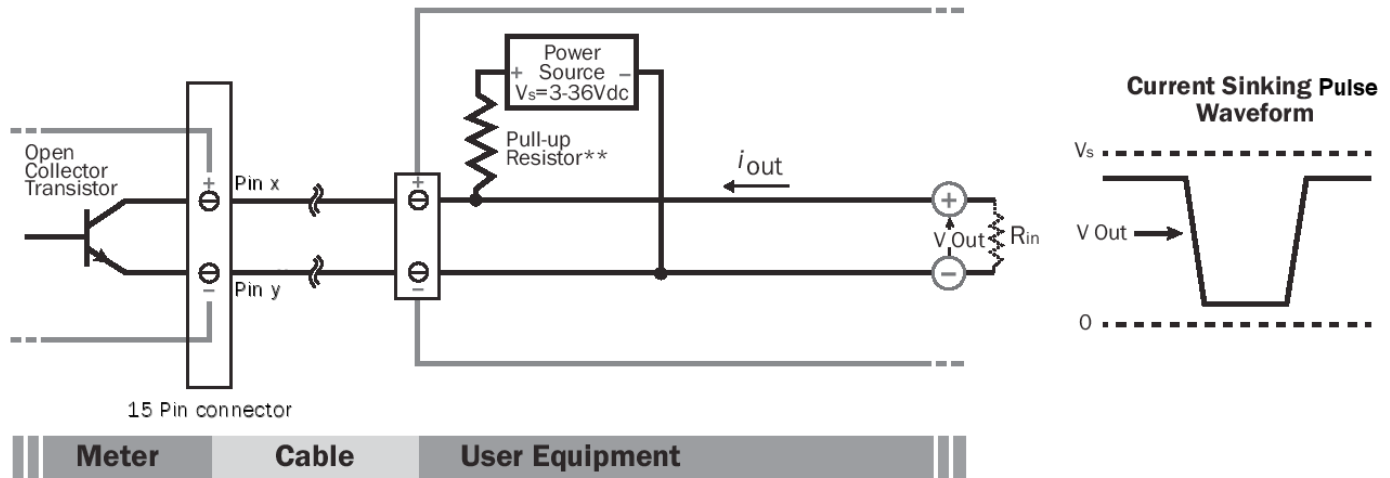 Power
+ Source −
Vs=3-36Vdc
Pull-up
Resistor**
Open
Collector
Transistor
+
Pin x
+
iout
+
V Out
Rin
−
Pin y
−
−
15 Pin connector
Meter
Cable
User Equipment
Current Sinking Pulse
Waveform
Vs
V Out
0